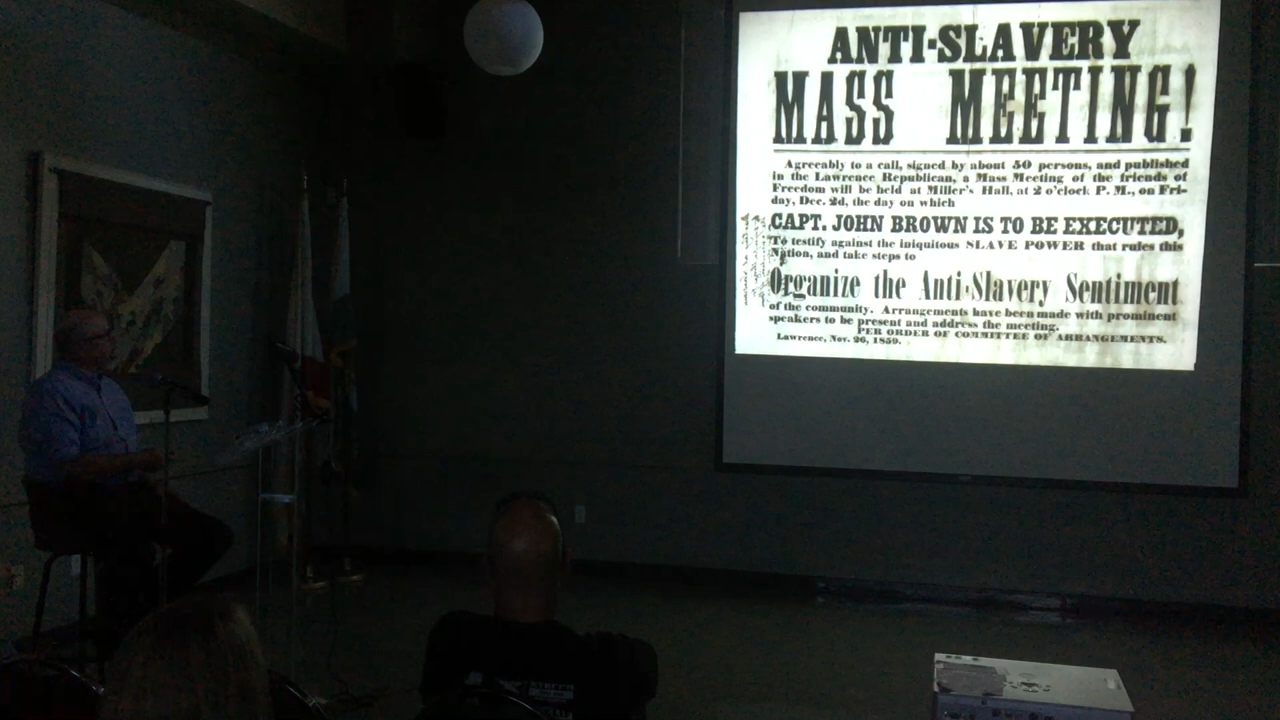 ANTI-SLAVERY
MASS MEETING!
Agreeably to a call, signed by about 50 persons, and published
in the Lawrence Republican, a Mass Meeting of the friends of
Freedom will be held at Miller's Hall, at 2 o'clock P. M., on Fri-
day, Dec. 2d, the day on which
CAPT. JOHN BROWN IS TO BE EXECUTED,
To testify against the iniquitous SLAVE POWER that rules this
Nation, and take steps to
Organize the Anti-Slavery Sentiment
of the community. Arrangements have been made with prominent
speakers to be present and address the meeting.
PER ORDER OF COMMITTEE OF ARRANGEMENTS.
Lawrence, Nov. 26, 1859.